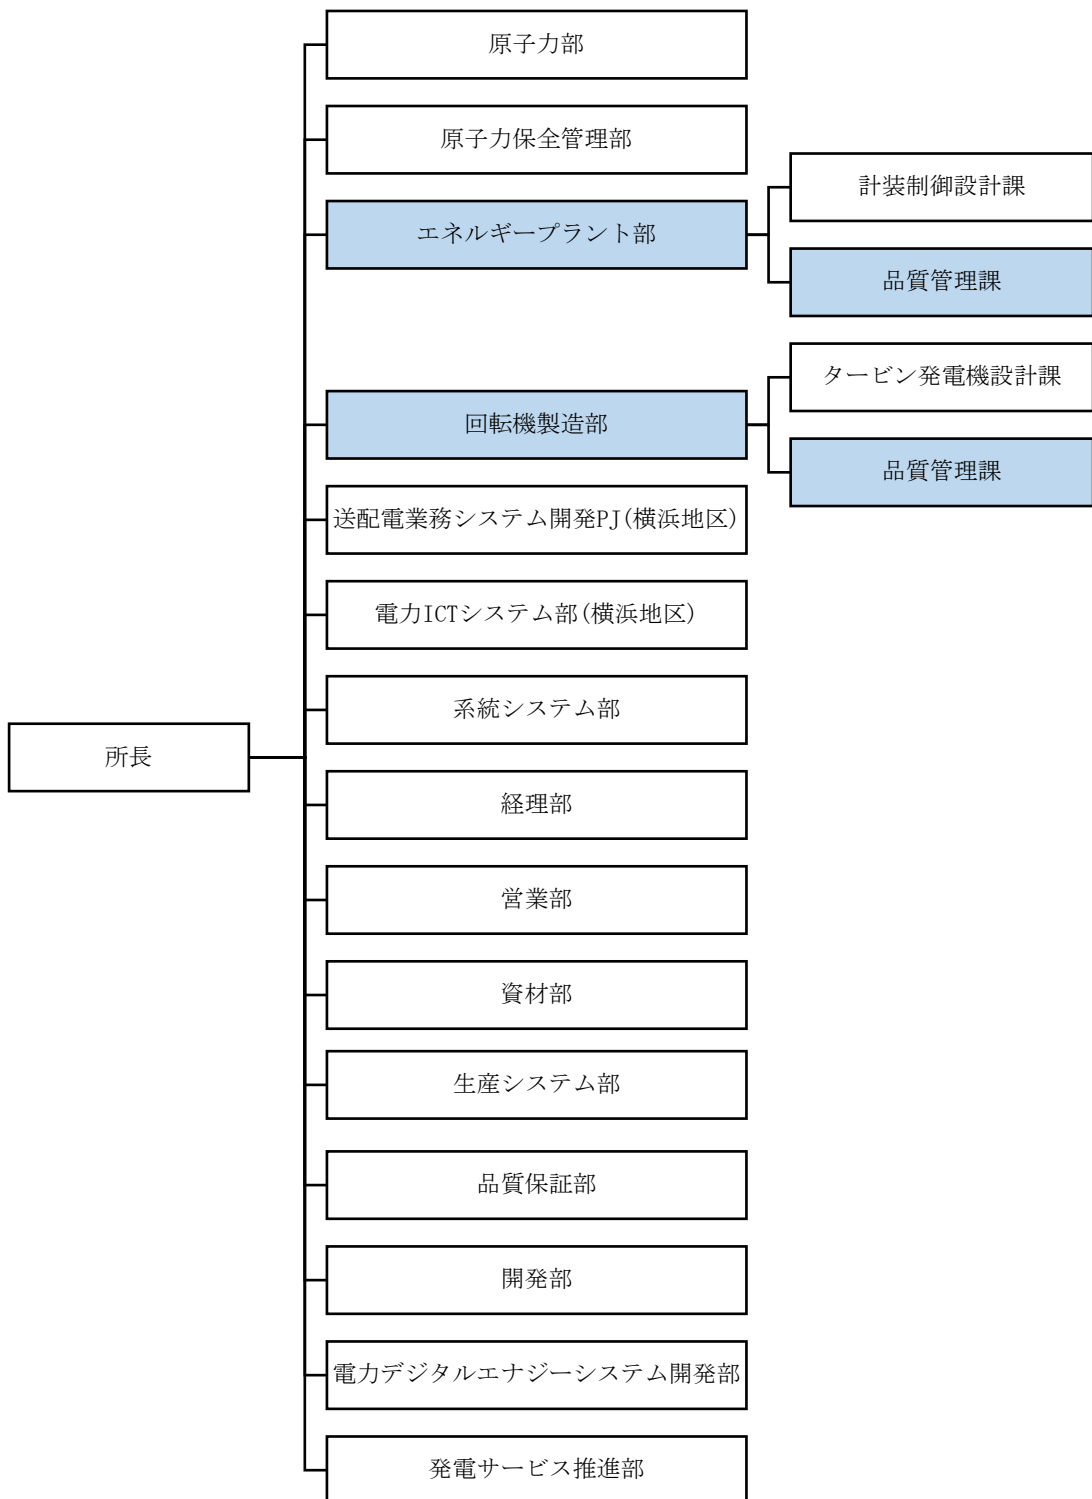 原子力部
原子力保全管理部
計装制御設計課
エネルギープラント部
品質管理課
タービン発電機設計課
回転機製造部
品質管理課
送配電業務システム開発PJ(横浜地区)
電力ICTシステム部(横浜地区)
系統システム部
所長
経理部
営業部
資材部
生産システム部
品質保証部
開発部
電力デジタルエナジーシステム開発部
発電サービス推進部